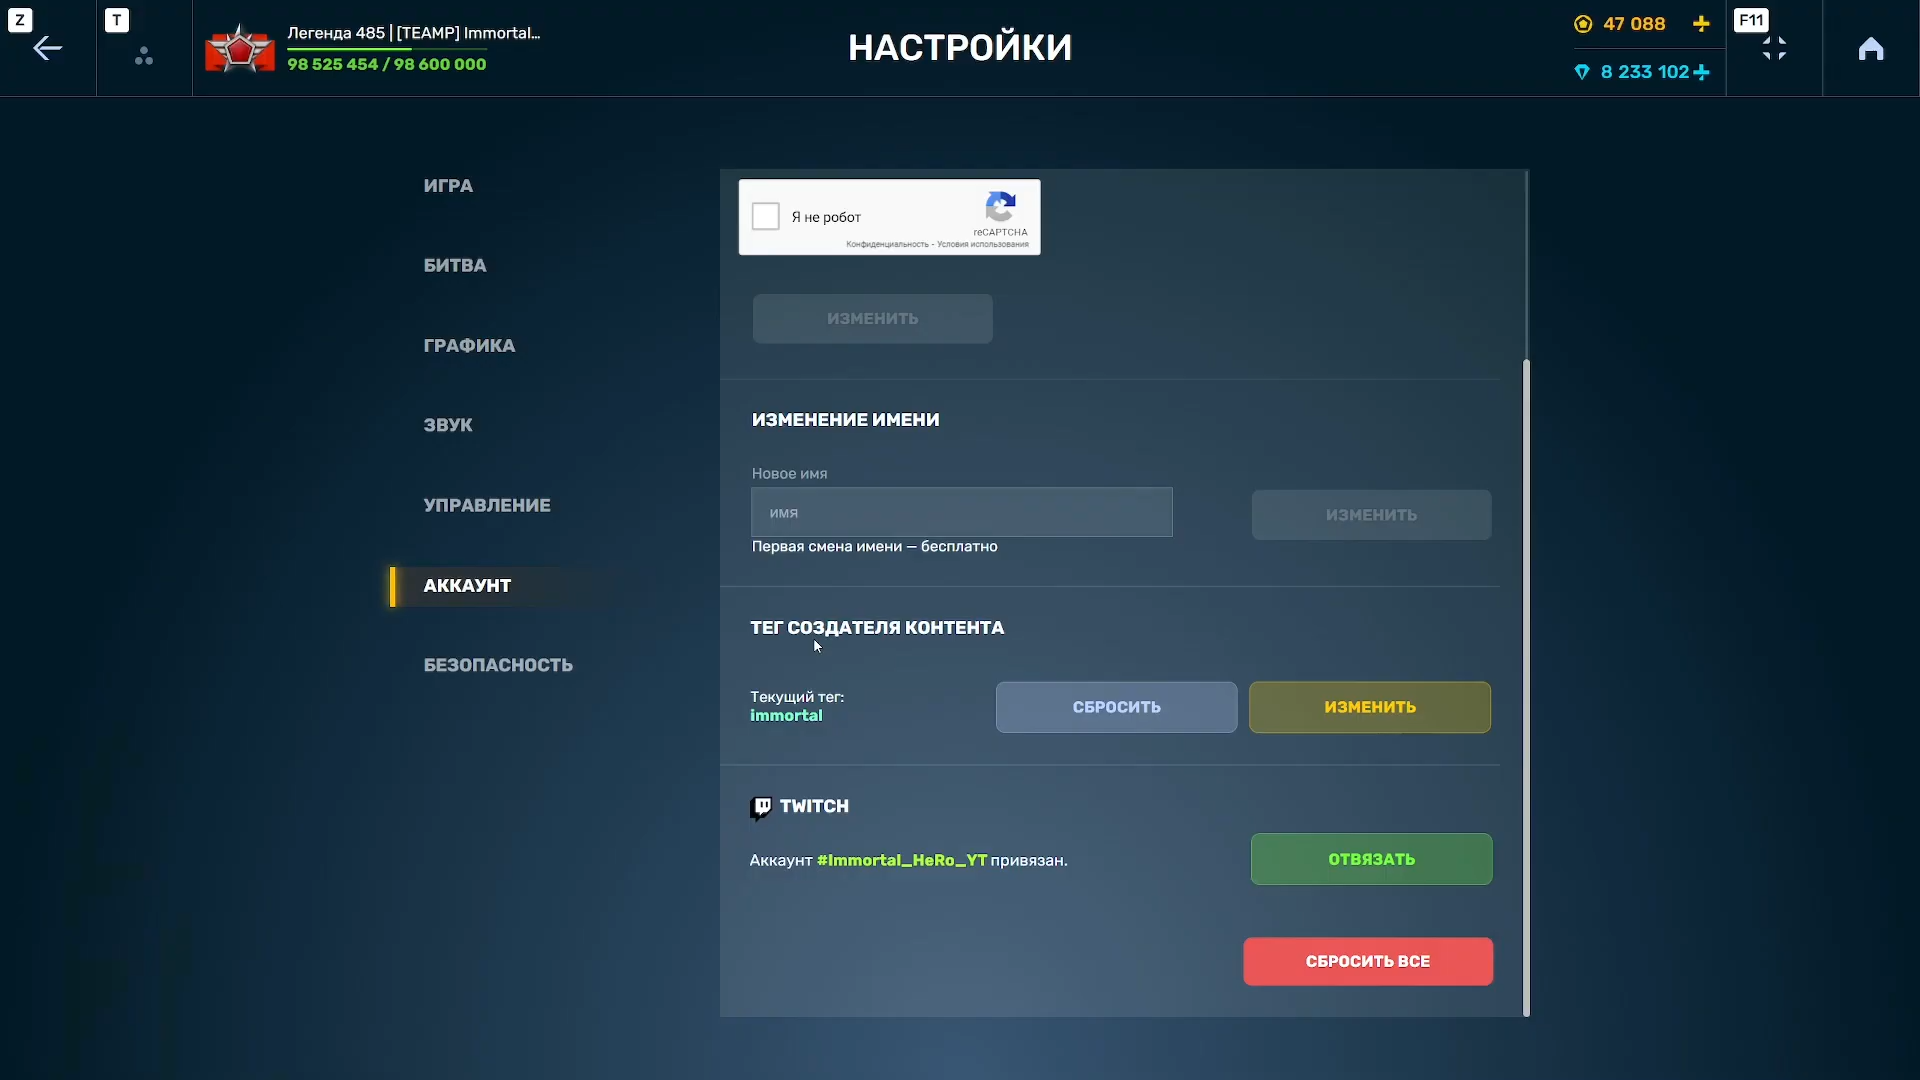 Z
T
Легенда 485 | [TEAMP] Immortal...
98 525 454 / 98 600 000
НАСТРОЙКИ
47 088
8 233 102
F11
ИГРА
БИТВА
ГРАФИКА
ЗВУК
УПРАВЛЕНИЕ
АККАУНТ
БЕЗОПАСНОСТЬ
Я не робот
reCAPTCHA
Конфиденциальность - Условия использования
ИЗМЕНИТЬ
ИЗМЕНЕНИЕ ИМЕНИ
Новое имя
имя
ИЗМЕНИТЬ
Первая смена имени — бесплатно
ТЕГ СОЗДАТЕЛЯ КОНТЕНТА
Текущий тег:
immortal
СБРОСИТЬ
ИЗМЕНИТЬ
TWITCH
Аккаунт #Immortal_HeRo_YT привязан.
ОТВЯЗАТЬ
СБРОСИТЬ ВСЕ